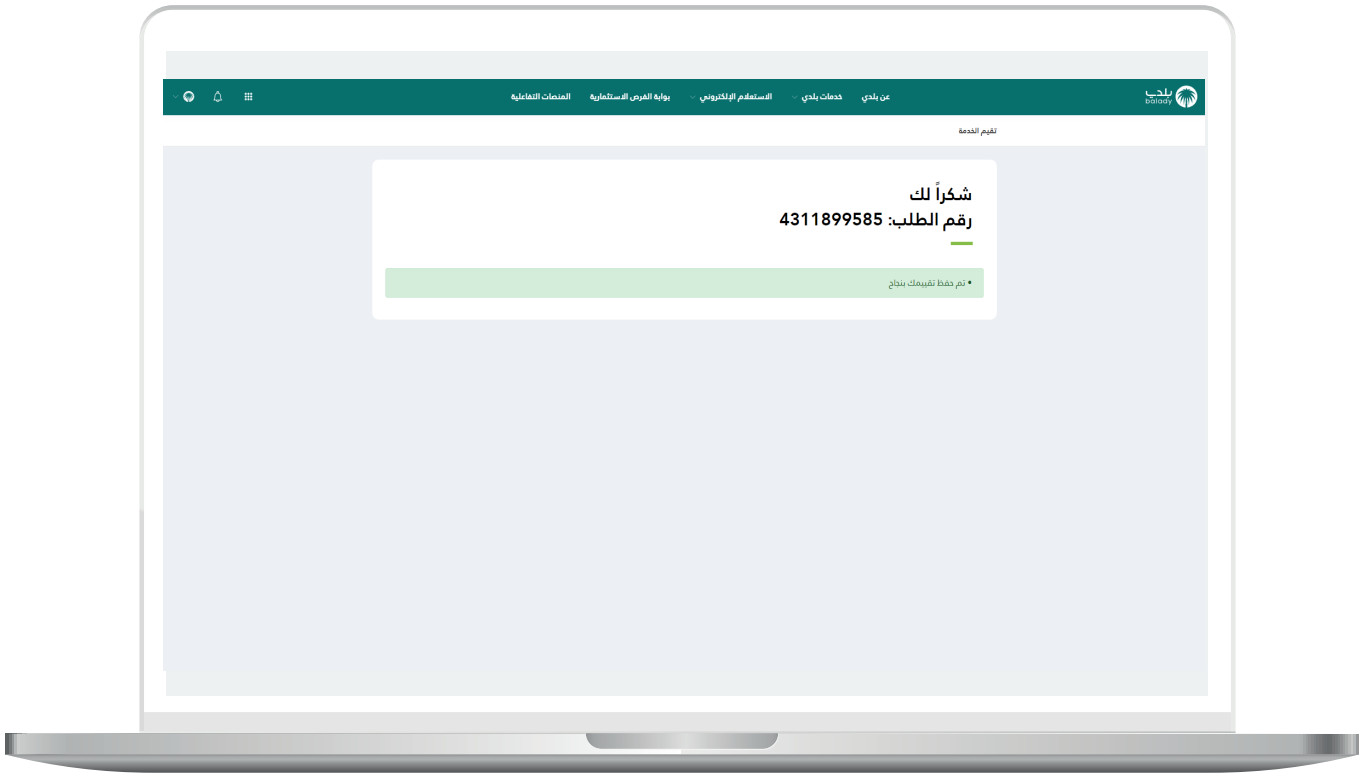 بلدي
balady
عن بلدي
خدمات بلدي
الاستعلام الإلكتروني
بوابة الفرص الاستثمارية
المنصات التفاعلية
تقيم الخدمة
شكراً لك
رقم الطلب: 4311899585
• تم حفظ تقييمك بنجاح